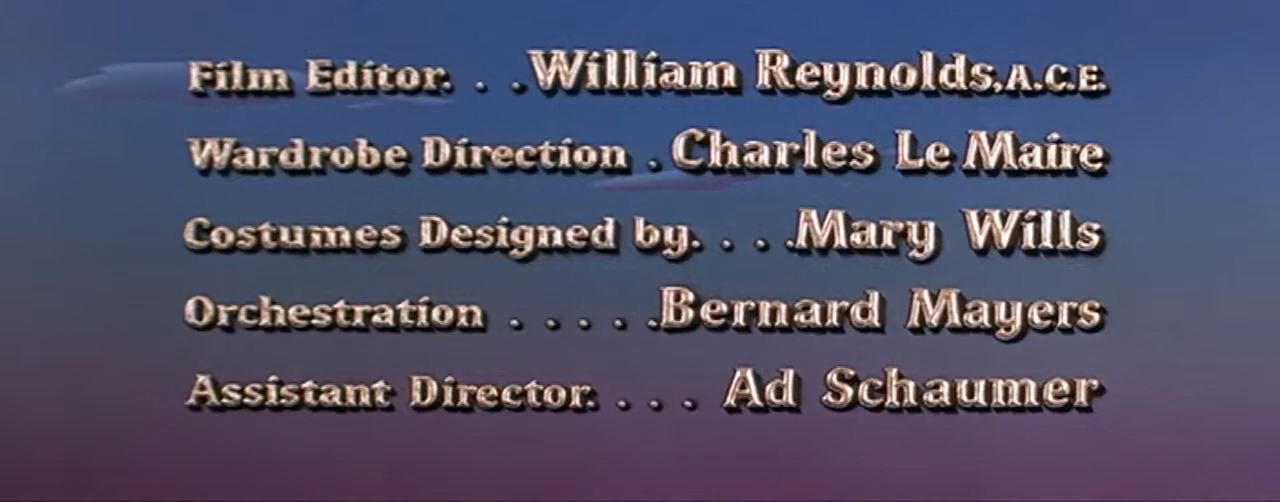 Film Editor. . .William Reynolds, A.C.E.
Wardrobe Direction .Charles Le Maire
Costumes Designed by. . . .Mary Wills
Orchestration . . . . .Bernard Mayers
Assistant Director. . . . Ad Schaumer